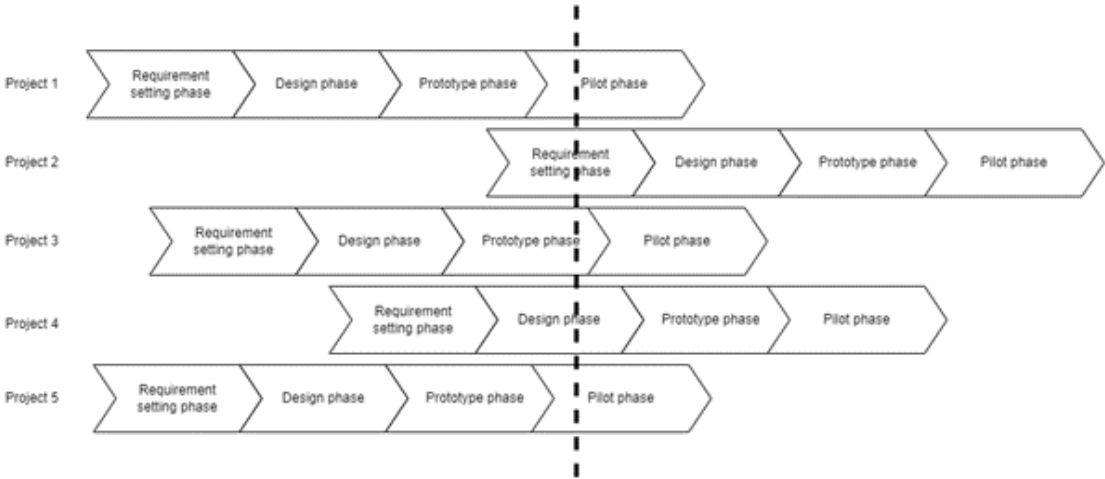 Project 1
Requirement
setting phase
Design phase
Prototype phase
Pilot phase
Project 2
Requirement
setting phase
Design phase
Prototype phase
Pilot phase
Project 3
Requirement
setting phase
Design phase
Prototype phase
Pilot phase
Project 4
Requirement
setting phase
Design phase
Prototype phase
Pilot phase
Project 5
Requirement
setting phase
Design phase
Prototype phase
Pilot phase